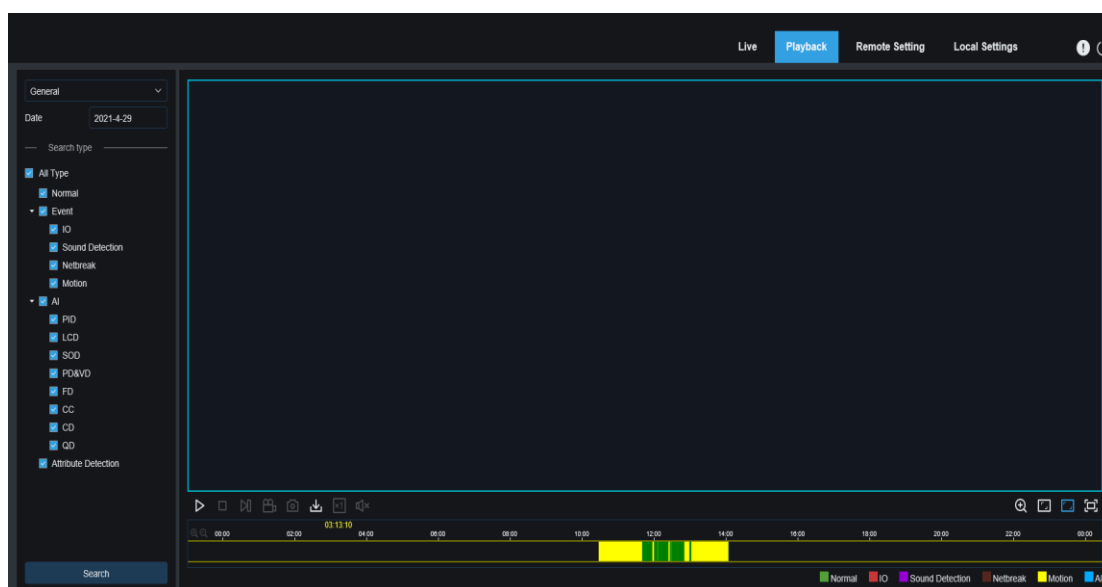 Live Playback Remote Setting Local Settings
General
Date 2021-4-29
Search type
All Type
Normal
Event
IO
Sound Detection
Netbreak
Motion
AI
PID
LCD
SOD
PD&VD
FD
CC
CD
QD
Attribute Detection
Search
x1
03:13:10
00:00 02:00 04:00 06:00 08:00 10:00 12:00 14:00 16:00 18:00 20:00 22:00 00:00
Normal IO Sound Detection Netbreak Motion AI